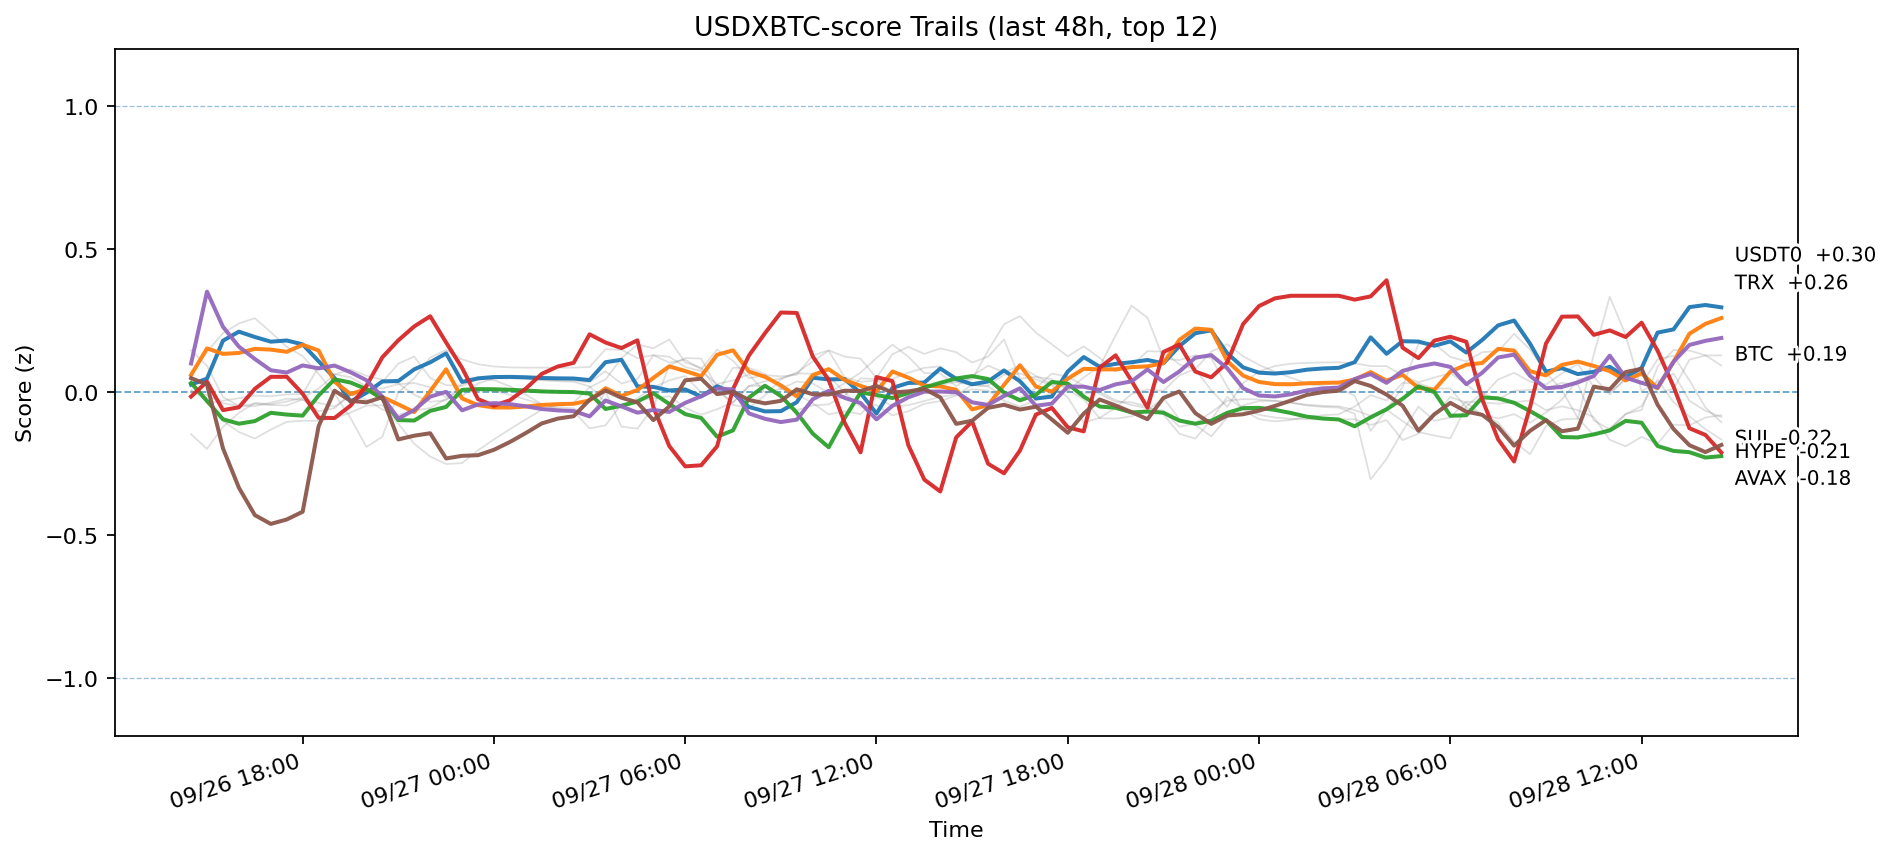 USDXBTC-score Trails (last 48h, top 12)
Score (z)
1.0
0.5
0.0
−0.5
−1.0
USDT0 +0.30
TRX +0.26
BTC +0.19
-0.22
HYPE -0.21
AVAX -0.18
09/26 18:00
09/27 00:00
09/27 06:00
09/27 12:00
09/27 18:00
09/28 00:00
09/28 06:00
09/28 12:00
Time